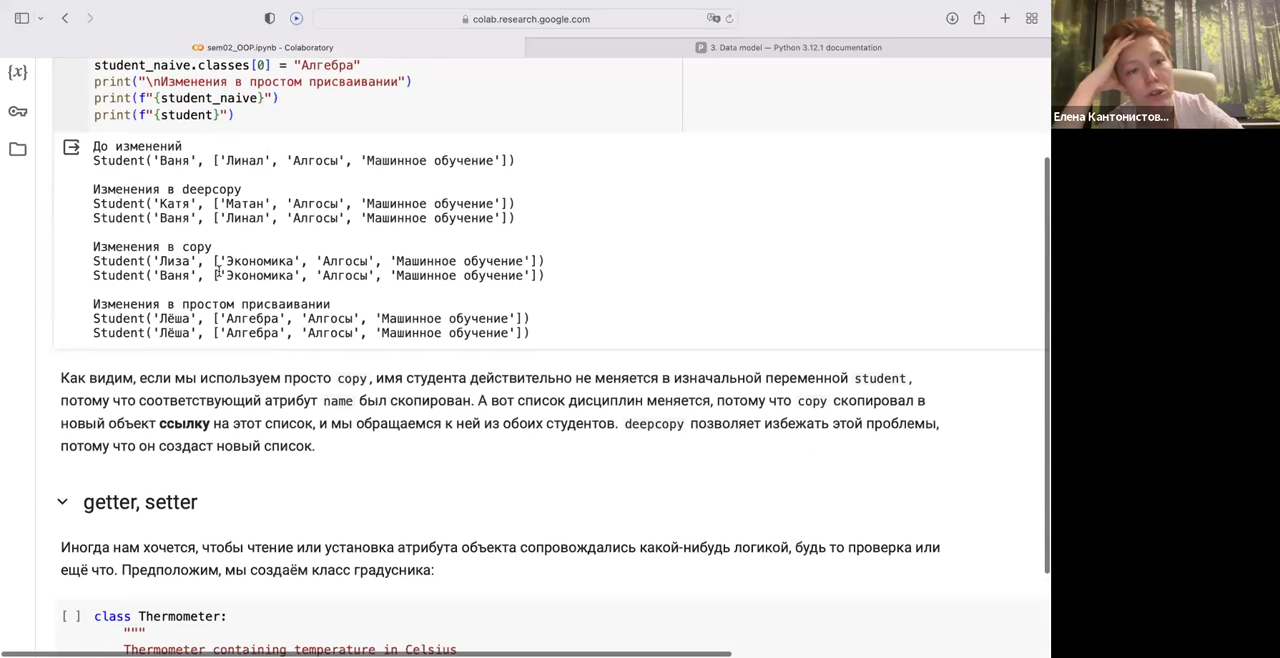 colab.research.google.com
sem02_OOP.ipynb - Colaboratory
3. Data model — Python 3.12.1 documentation
{x}
student_naive.classes[0] = "Алгебра"
print("\nИзменения в простом присваивании")
print(f"{student_naive}")
print(f"{student}")
До изменений
Student('Ваня', ['Линал', 'Алгосы', 'Машинное обучение'])
Изменения в deepcopy
Student('Катя', ['Матан', 'Алгосы', 'Машинное обучение'])
Student('Ваня', ['Линал', 'Алгосы', 'Машинное обучение'])
Изменения в copy
Student('Лиза', ['Экономика', 'Алгосы', 'Машинное обучение'])
Student('Ваня', ['Экономика', 'Алгосы', 'Машинное обучение'])
Изменения в простом присваивании
Student('Лёша', ['Алгебра', 'Алгосы', 'Машинное обучение'])
Student('Лёша', ['Алгебра', 'Алгосы', 'Машинное обучение'])
Как видим, если мы используем просто copy, имя студента действительно не меняется в изначальной переменной student,
потому что соответствующий атрибут name был скопирован. А вот список дисциплин меняется, потому что copy скопировал в
новый объект ссылку на этот список, и мы обращаемся к ней из обоих студентов. deepcopy позволяет избежать этой проблемы,
потому что он создаст новый список.
getter, setter
Иногда нам хочется, чтобы чтение или установка атрибута объекта сопровождались какой-нибудь логикой, будь то проверка или
ещё что. Предположим, мы создаём класс градусника:
[ ] class Thermometer:
"""
Thermometer containing temperature in Celsius
Елена Кантонистов...